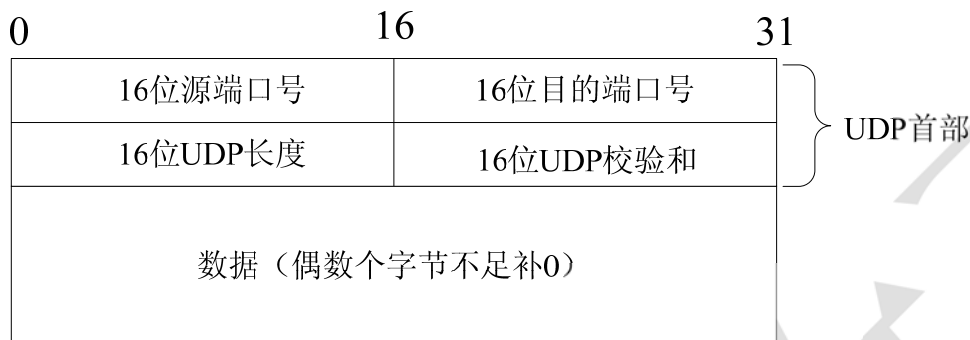 0 16 31
16位源端口号 16位目的端口号
UDP首部
16位UDP长度 16位UDP校验和
数据（偶数个字节不足补0）